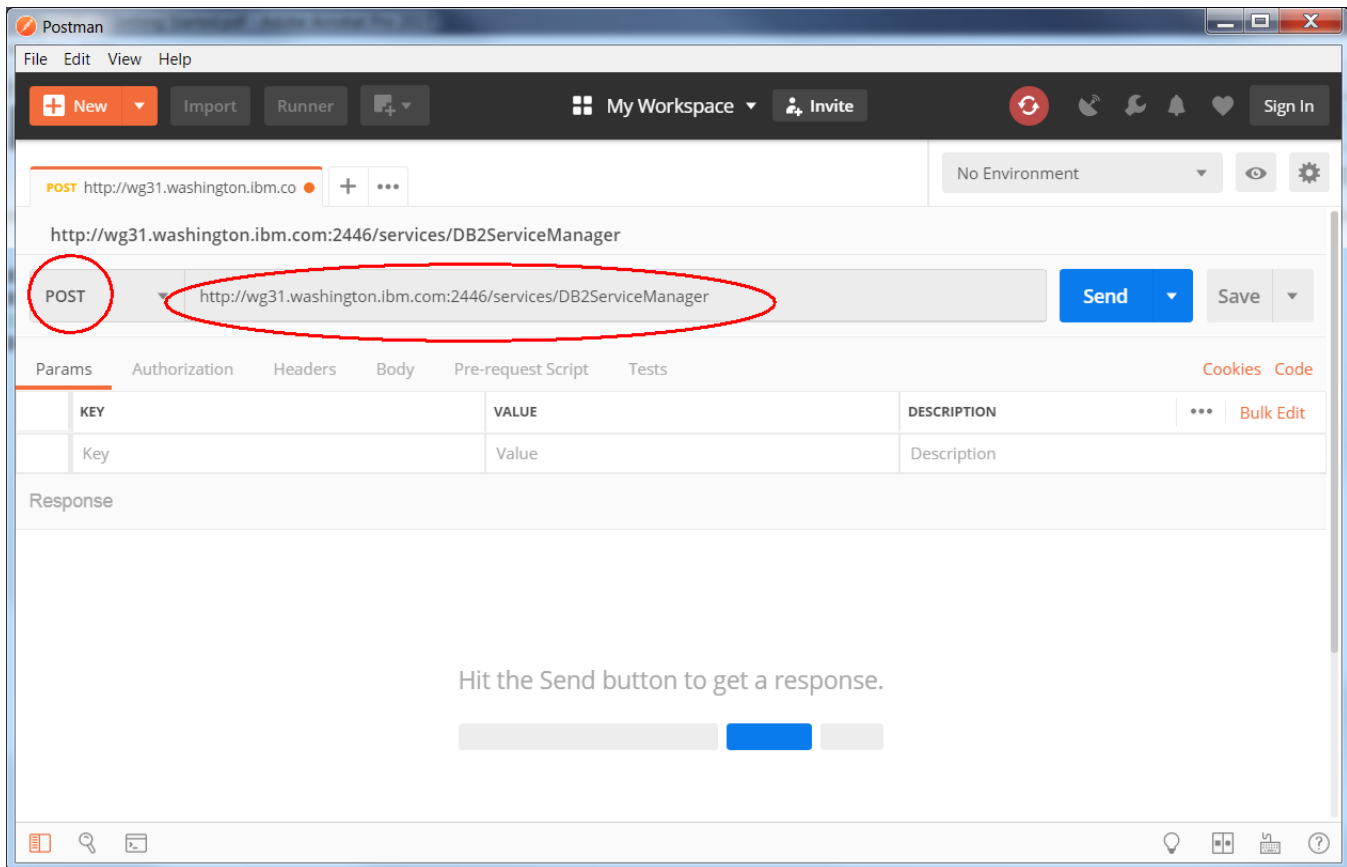 Postman
File Edit View Help
New Import Runner My Workspace Invite Sign In
POST http://wg31.washington.ibm.co No Environment
http://wg31.washington.ibm.com:2446/services/DB2ServiceManager
POST http://wg31.washington.ibm.com:2446/services/DB2ServiceManager Send Save
Params Authorization Headers Body Pre-request Script Tests Cookies Code
KEY VALUE DESCRIPTION Bulk Edit
Key Value Description
Response
Hit the Send button to get a response.